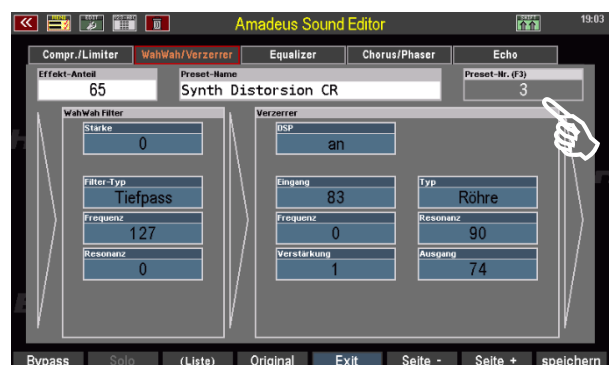 Amadeus Sound Editor 19:03
Compr./Limiter WahWah/Verzerrer Equalizer Chorus/Phaser Echo
Effekt-Anteil Preset-Name Preset-Nr. (F3)
65 Synth Distorsion CR 3
WahWah Filter Verzerrer
Stärke DSP
0 an
Filter-Typ Eingang Typ
Tiefpass 83 Röhre
Frequenz Frequenz Resonanz
127 0 90
Resonanz Verstärkung Ausgang
0 1 74
Bypass Solo (Liste) Original Exit Seite - Seite + speichern